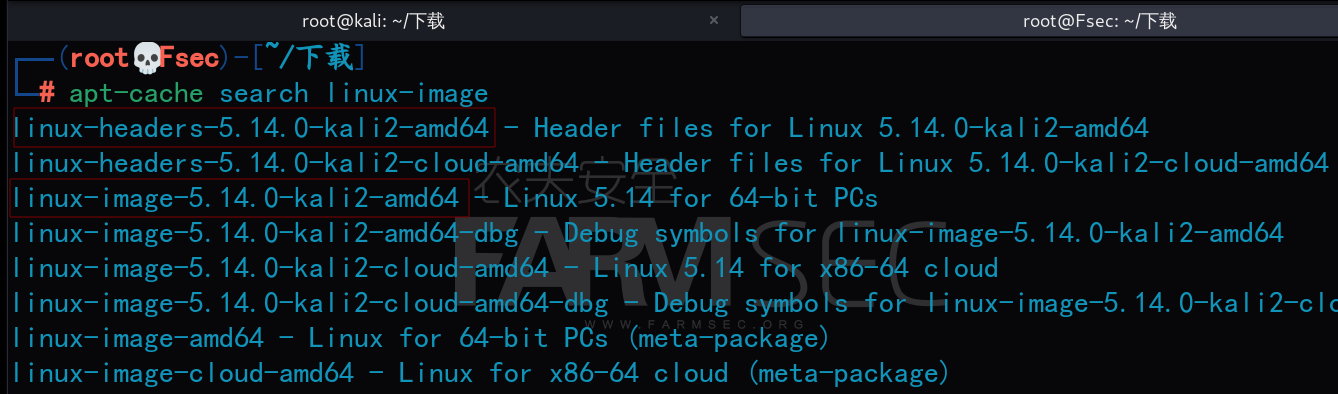 root@kali: ~/下载 × root@Fsec: ~/下载
(root💀Fsec)-[~/下载]
# apt-cache search linux-image
linux-headers-5.14.0-kali2-amd64 - Header files for Linux 5.14.0-kali2-amd64
linux-headers-5.14.0-kali2-cloud-amd64 - Header files for Linux 5.14.0-kali2-cloud-amd64
农夫安全
linux-image-5.14.0-kali2-amd64 - Linux 5.14 for 64-bit PCs
linux-image-5.14.0-kali2-amd64-dbg - Debug symbols for linux-image-5.14.0-kali2-amd64
FARMSEC
linux-image-5.14.0-kali2-cloud-amd64 - Linux 5.14 for x86-64 cloud
linux-image-5.14.0-kali2-cloud-amd64-dbg - Debug symbols for linux-image-5.14.0-kali2-clo
WWW.FARMSEC.ORG
linux-image-amd64 - Linux for 64-bit PCs (meta-package)
linux-image-cloud-amd64 - Linux for x86-64 cloud (meta-package)